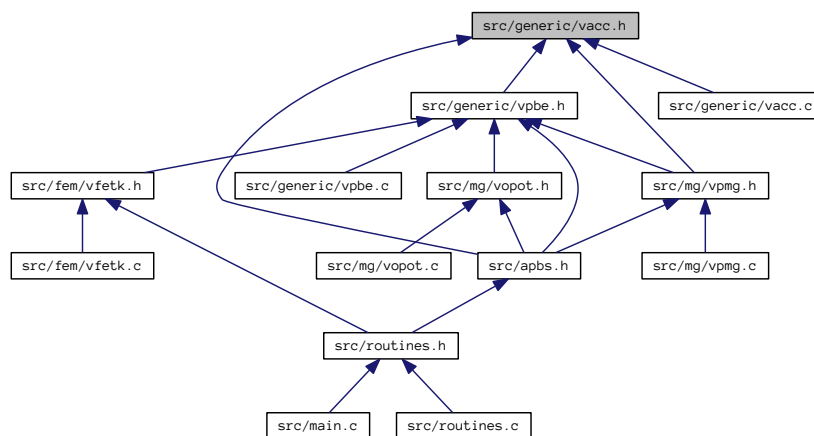 src/generic/vacc.h
src/generic/vpbe.h
src/generic/vacc.c
src/fem/vfetk.h
src/generic/vpbe.c
src/mg/vopot.h
src/mg/vpmg.h
src/fem/vfetk.c
src/mg/vopot.c
src/apbs.h
src/mg/vpmg.c
src/routines.h
src/main.c
src/routines.c